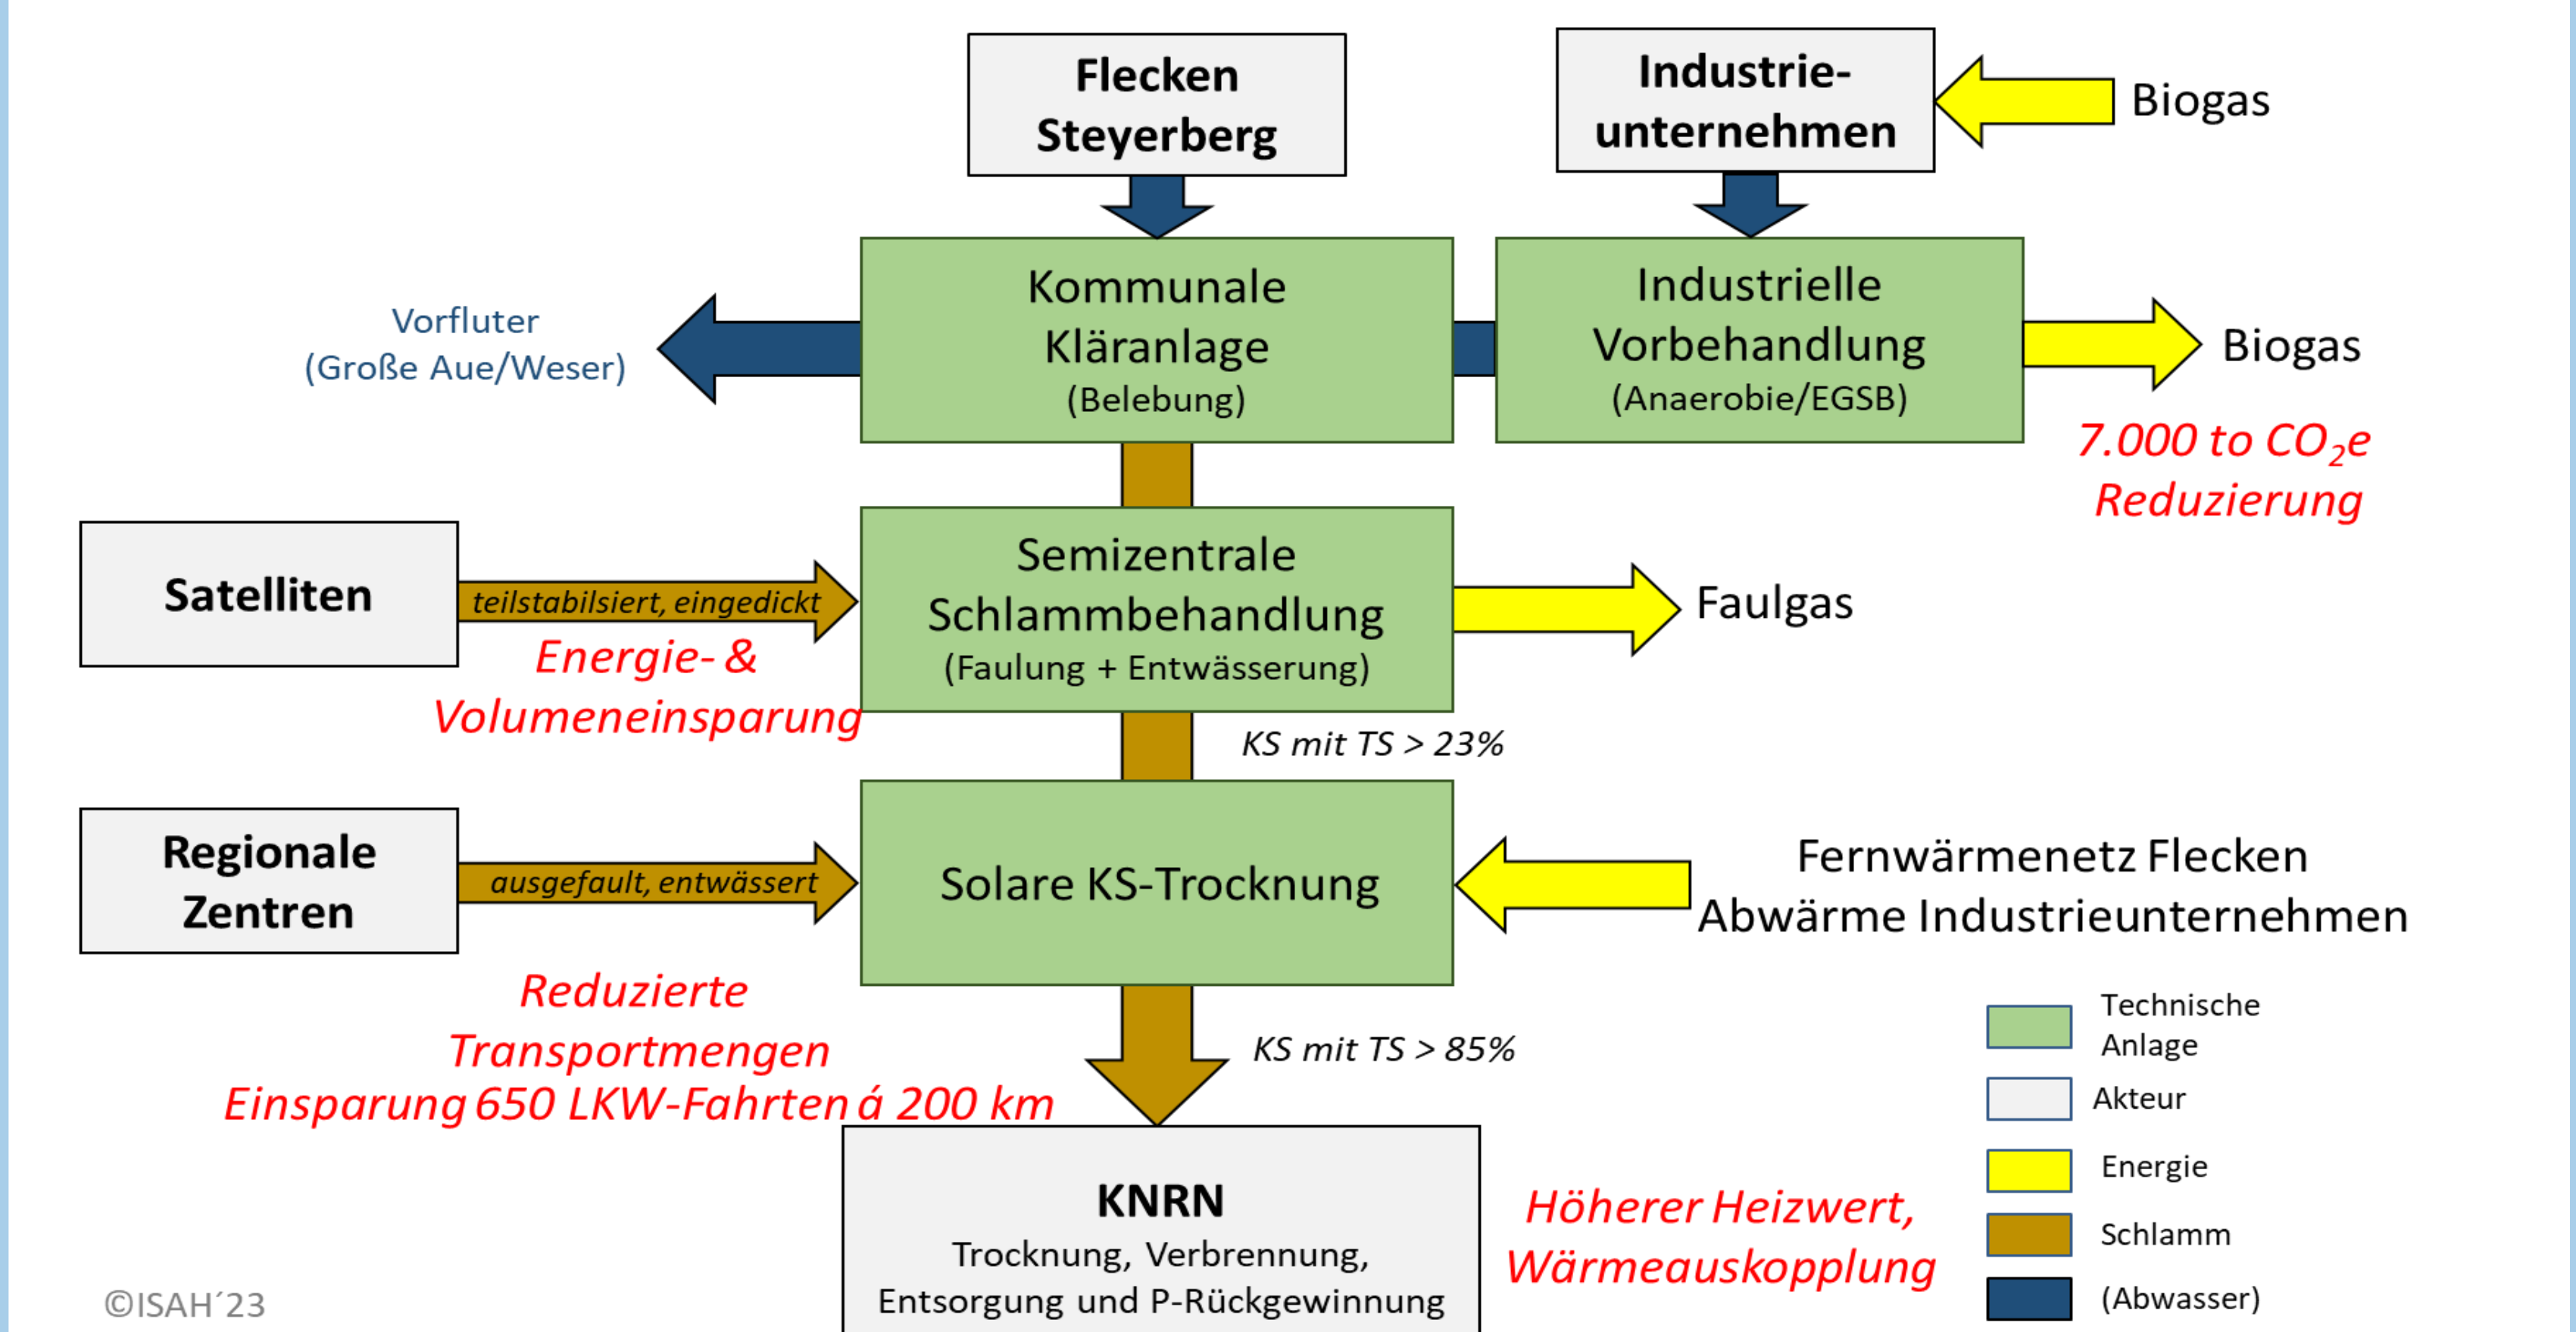 Flecken
Steyerberg
Industrie-
unternehmen
Biogas
Kommunale
Kläranlage
(Belebung)
Industrielle
Vorbehandlung
(Anaerobie/EGSB)
Vorfluter
(Große Aue/Weser)
Biogas
7.000 to CO₂e
Reduzierung
Satelliten
teilstabilsiert, eingedickt
Energie- &
Volumeneinsparung
Semizentrale
Schlammbehandlung
(Faulung + Entwässerung)
Faulgas
KS mit TS > 23%
Regionale
Zentren
ausgefault, entwässert
Solare KS-Trocknung
Fernwärmenetz Flecken
Abwärme Industrieunternehmen
Reduzierte
Transportmengen
Einsparung 650 LKW-Fahrten á 200 km
KS mit TS > 85%
KNRN
Trocknung, Verbrennung,
Entsorgung und P-Rückgewinnung
Höherer Heizwert,
Wärmeauskopplung
Technische
Anlage
Akteur
Energie
Schlamm
(Abwasser)
©ISAH´23